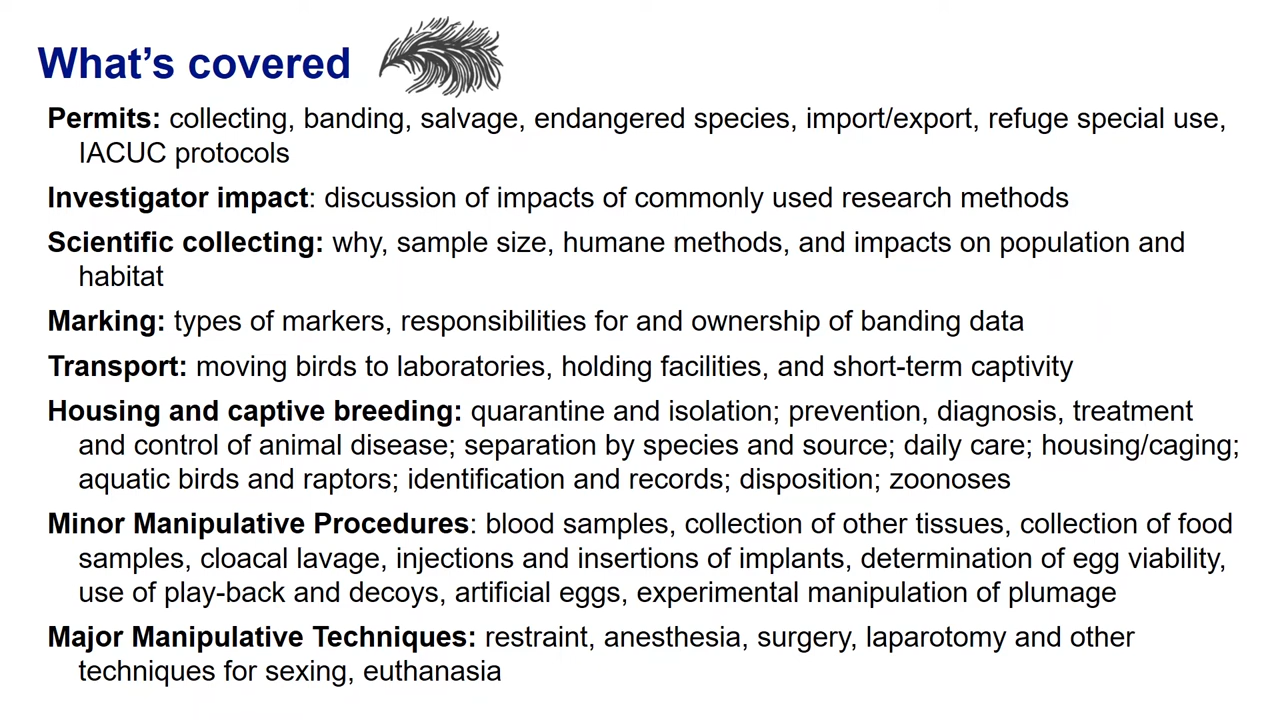 What's covered
Permits: collecting, banding, salvage, endangered species, import/export, refuge special use,
IACUC protocols
Investigator impact: discussion of impacts of commonly used research methods
Scientific collecting: why, sample size, humane methods, and impacts on population and
habitat
Marking: types of markers, responsibilities for and ownership of banding data
Transport: moving birds to laboratories, holding facilities, and short-term captivity
Housing and captive breeding: quarantine and isolation; prevention, diagnosis, treatment
and control of animal disease; separation by species and source; daily care; housing/caging;
aquatic birds and raptors; identification and records; disposition; zoonoses
Minor Manipulative Procedures: blood samples, collection of other tissues, collection of food
samples, cloacal lavage, injections and insertions of implants, determination of egg viability,
use of play-back and decoys, artificial eggs, experimental manipulation of plumage
Major Manipulative Techniques: restraint, anesthesia, surgery, laparotomy and other
techniques for sexing, euthanasia